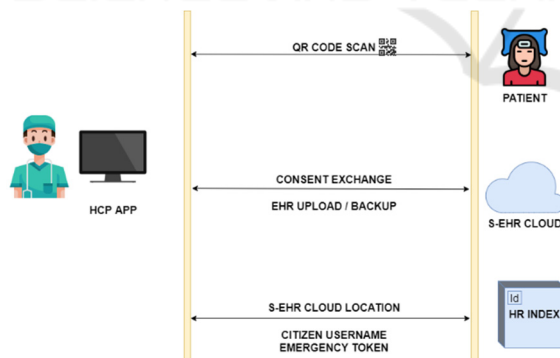 QR CODE SCAN
PATIENT
HCP APP
CONSENT EXCHANGE
EHR UPLOAD / BACKUP
S-EHR CLOUD
S-EHR CLOUD LOCATION
CITIZEN USERNAME
EMERGENCY TOKEN
Id
HR INDEX